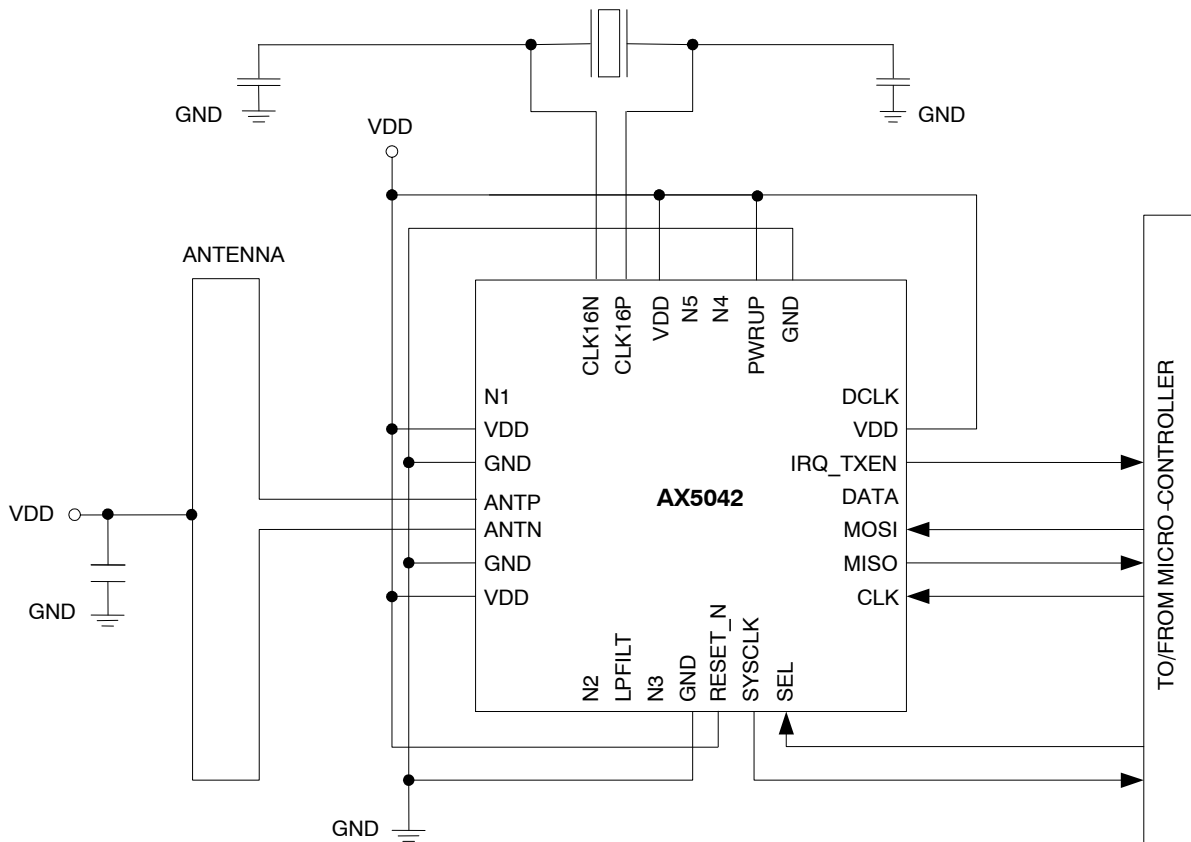 GND
GND
VDD
ANTENNA
CLK16N
CLK16P
VDD
N5
N4
PWRUP
GND
N1
VDD
GND
ANTP
ANTN
GND
VDD
AX5042
DCLK
VDD
IRQ_TXEN
DATA
MOSI
MISO
CLK
N2
LPFILT
N3
GND
RESET_N
SYSCLK
SEL
VDD
GND
GND
TO/FROM MICRO-CONTROLLER